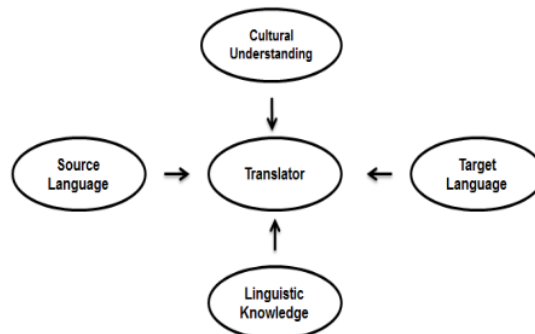 Cultural
Understanding
Source
Language
Translator
Target
Language
Linguistic
Knowledge